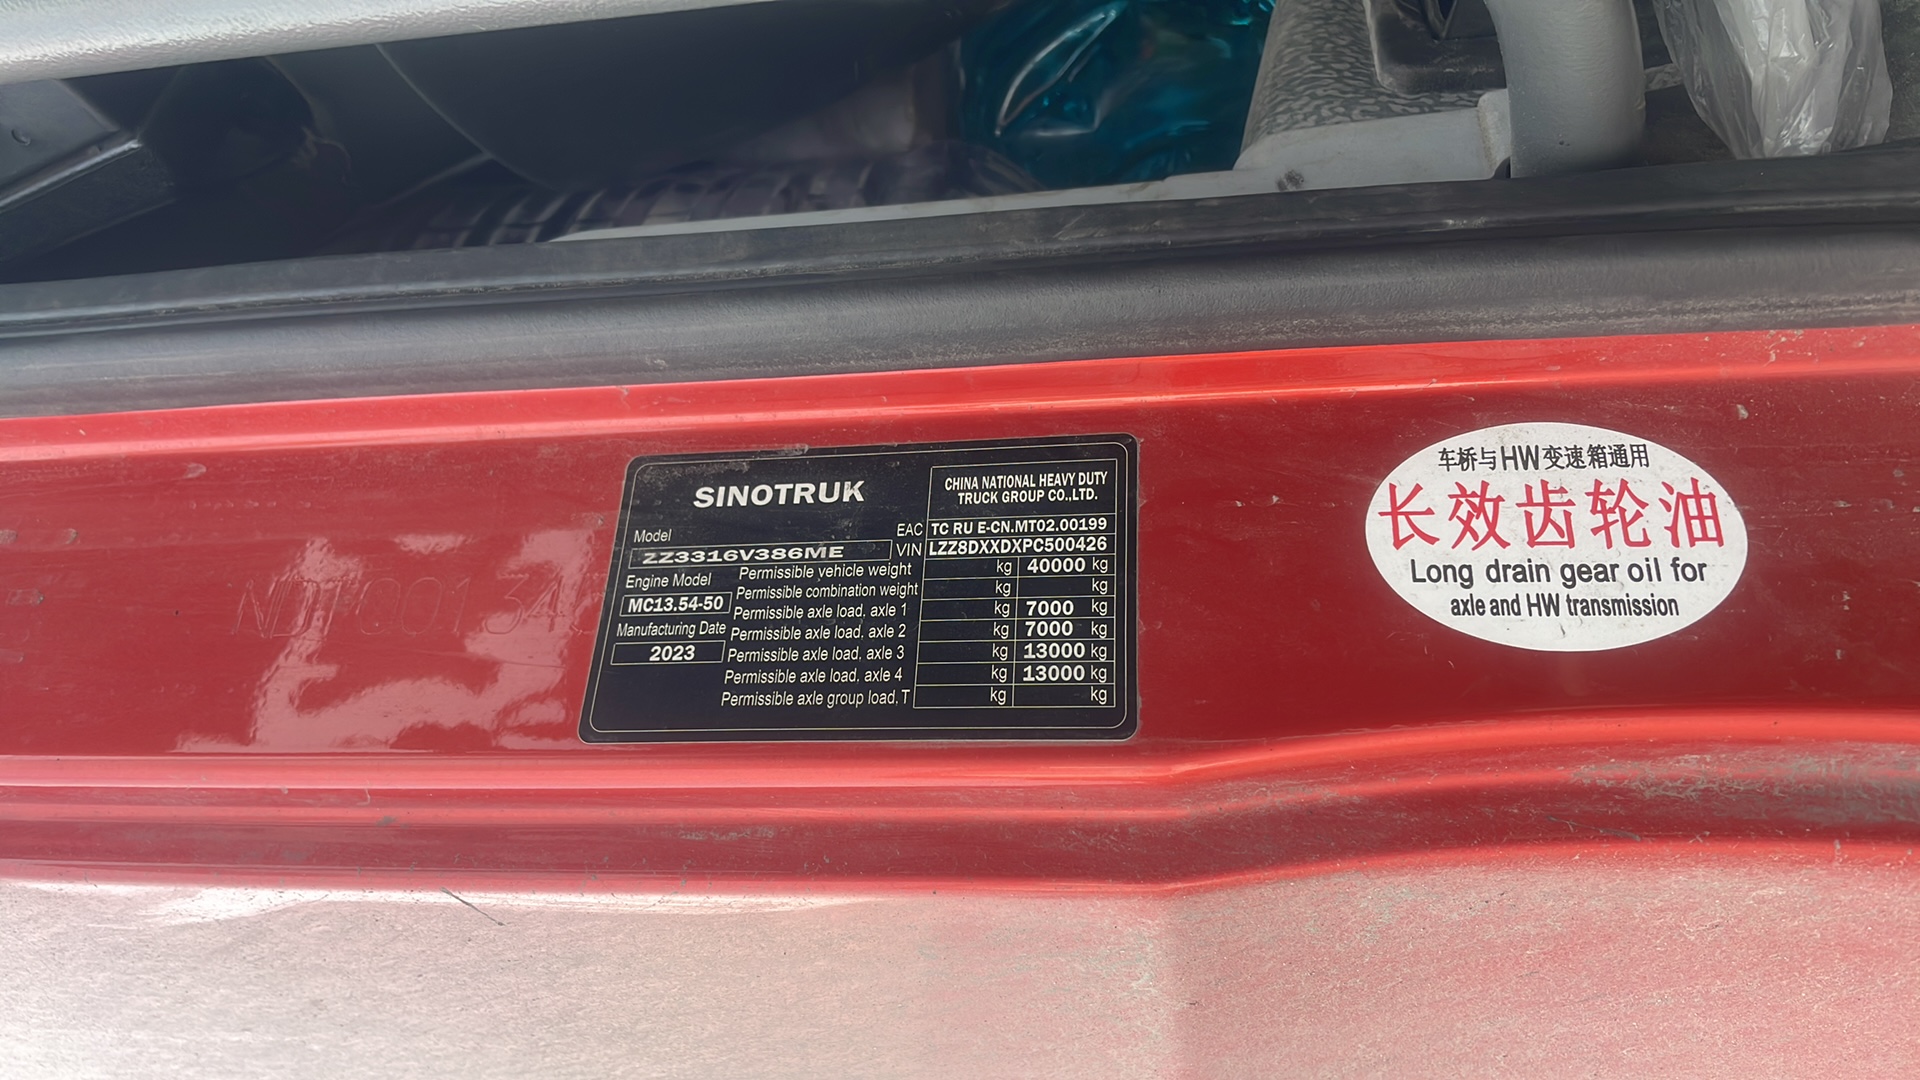 SINOTRUK
CHINA NATIONAL HEAVY DUTY
TRUCK GROUP CO.,LTD.
Model
EAC TC RU E-CN.MT02.00199
ZZ3316V386ME
VIN LZZ8DXXDXPC500426
Permissible vehicle weight kg 40000 kg
Engine Model
Permissible combination weight kg kg
MC13.54-50
Permissible axle load, axle 1 kg 7000 kg
Manufacturing Date
Permissible axle load, axle 2 kg 7000 kg
2023
Permissible axle load, axle 3 kg 13000 kg
Permissible axle load, axle 4 kg 13000 kg
Permissible axle group load, T kg kg
车桥与HW变速箱通用
长效齿轮油
Long drain gear oil for
axle and HW transmission